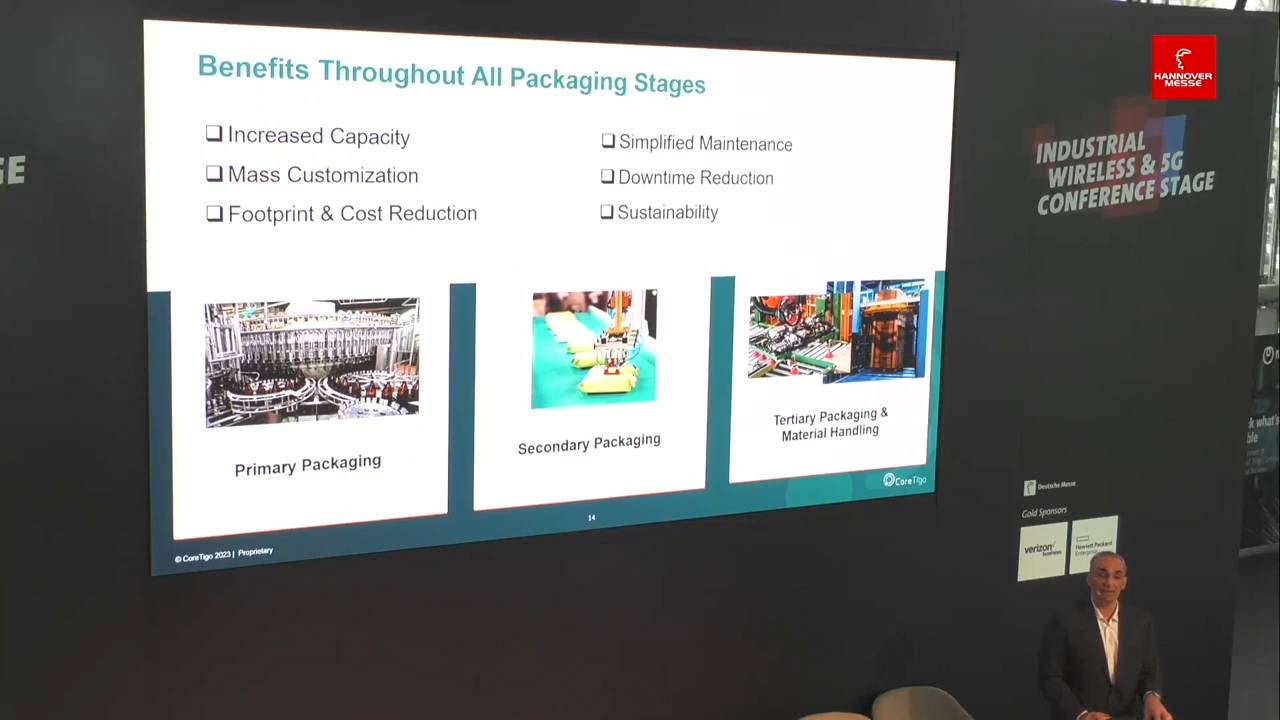 Benefits Throughout All Packaging Stages
Increased Capacity
Mass Customization
Footprint & Cost Reduction
Simplified Maintenance
Downtime Reduction
Sustainability
Primary Packaging
Secondary Packaging
Tertiary Packaging &
Material Handling
CoreTigo
14
© CoreTigo 2023 | Proprietary
HANNOVER
MESSE
INDUSTRIAL
WIRELESS & 5G
CONFERENCE STAGE
Deutsche Messe
Gold Sponsors
verizon
business
Hewlett Packard
Enterprise
GE